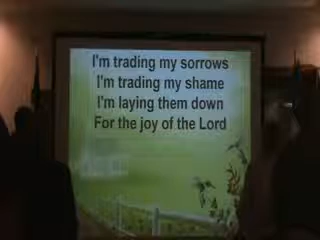 I'm trading my sorrows
I'm trading my shame
I'm laying them down
For the joy of the Lord